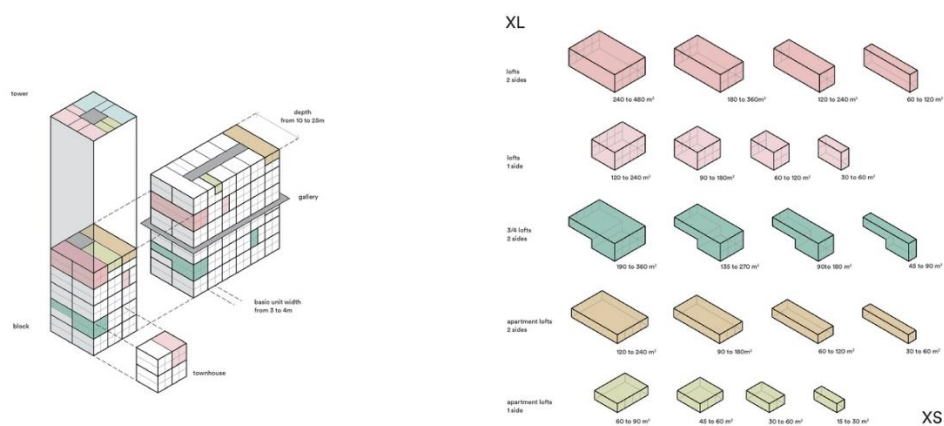 tower
depth
from 10 to 25m
gallery
basic unit width
from 3 to 4m
block
townhouse
XL
lofts
2 sides
240 to 480 m²
180 to 360m²
120 to 240 m²
60 to 120 m²
lofts
1 side
120 to 240 m²
90 to 180m²
60 to 120 m²
30 to 60 m²
3/4 lofts
2 sides
190 to 360 m²
135 to 270 m²
90to 180 m²
45 to 90 m²
apartment lofts
2 sides
120 to 240 m²
90 to 180m²
60 to 120 m²
30 to 60 m²
apartment lofts
1 side
60 to 90 m²
45 to 60 m²
30 to 60 m²
15 to 30 m²
XS